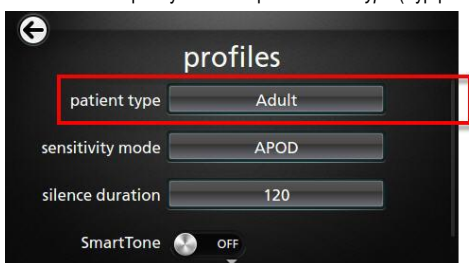 profiles
patient type Adult
sensitivity mode APOD
silence duration 120
SmartTone OFF